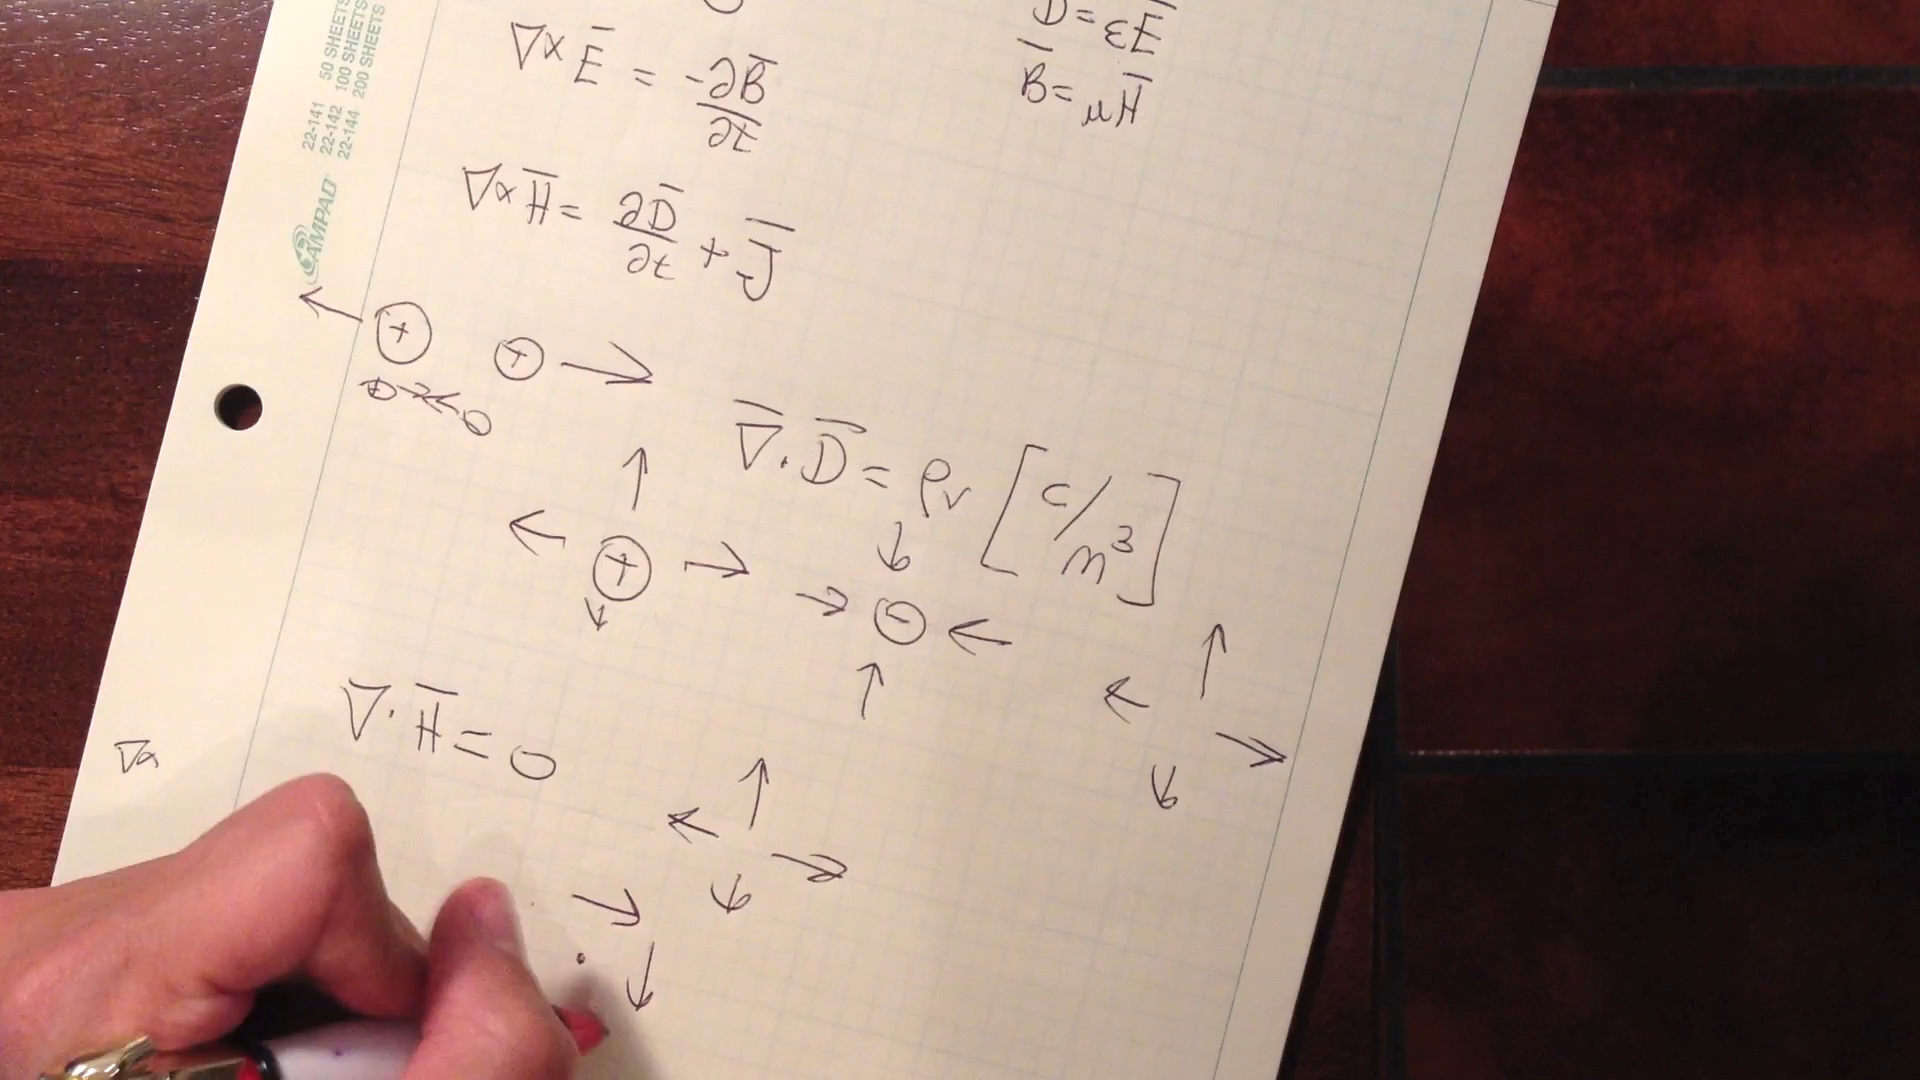 D̅ = εE̅
∇×E̅ = -∂B̅/∂t
B̅ = μH̅
22-141 50 SHEETS
22-142 100 SHEETS
22-144 200 SHEETS
AMPAD
∇×H̅ = ∂D̅/∂t + J̅
+ +
∇̅·D̅ = ρv [C/m³]
+ -
∇̅·H̅ = 0
∇×